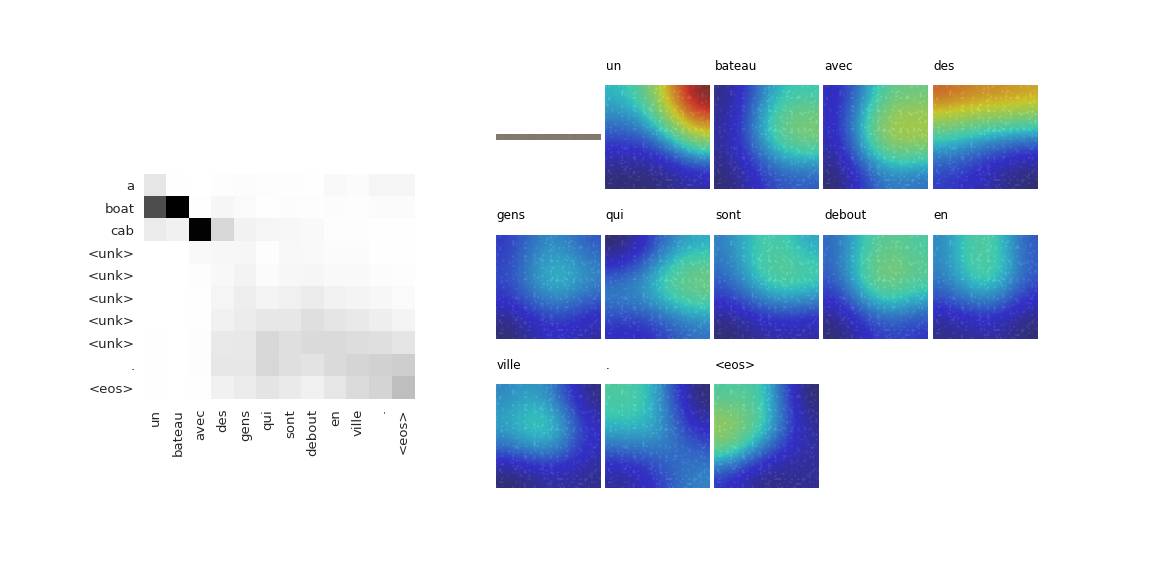 un bateau avec des
gens qui sont debout en
ville . <eos>
a
boat
cab
<unk>
<unk>
<unk>
<unk>
<unk>
.
<eos>
un bateau avec des gens qui sont debout en ville . <eos>